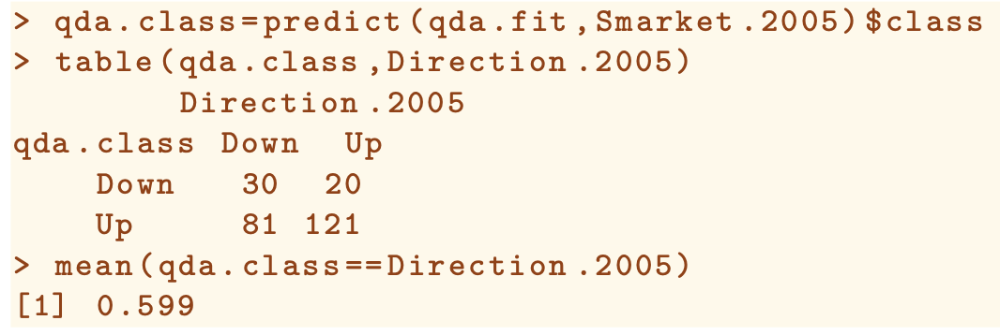 > qda.class=predict(qda.fit,Smarket.2005)$class
> table(qda.class,Direction.2005)
Direction.2005
qda.class Down Up
Down 30 20
Up 81 121
> mean(qda.class==Direction.2005)
[1] 0.599